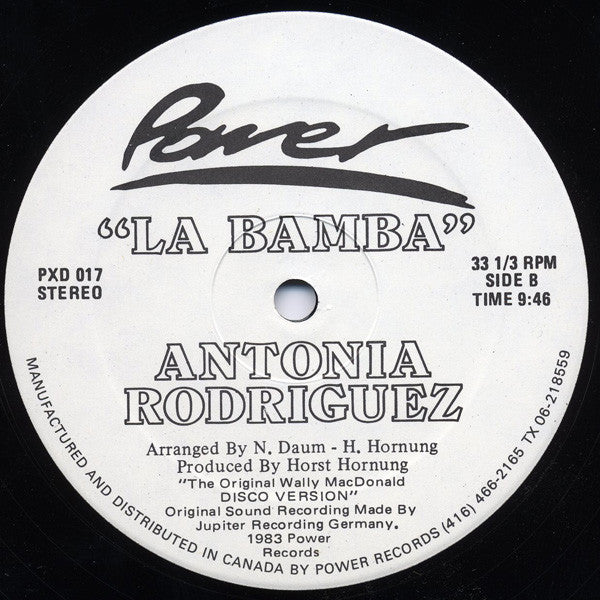 Power
"LA BAMBA"
PXD 017
STEREO
33 1/3 RPM
SIDE B
TIME 9:46
ANTONIA
RODRIGUEZ
Arranged By N. Daum - H. Hornung
Produced By Horst Hornung
"The Original Wally MacDonald
DISCO VERSION"
Original Sound Recording Made By
Jupiter Recording Germany.
1983 Power
Records
MANUFACTURED AND DISTRIBUTED IN CANADA BY POWER RECORDS (416) 466-2165 TX 06-218559